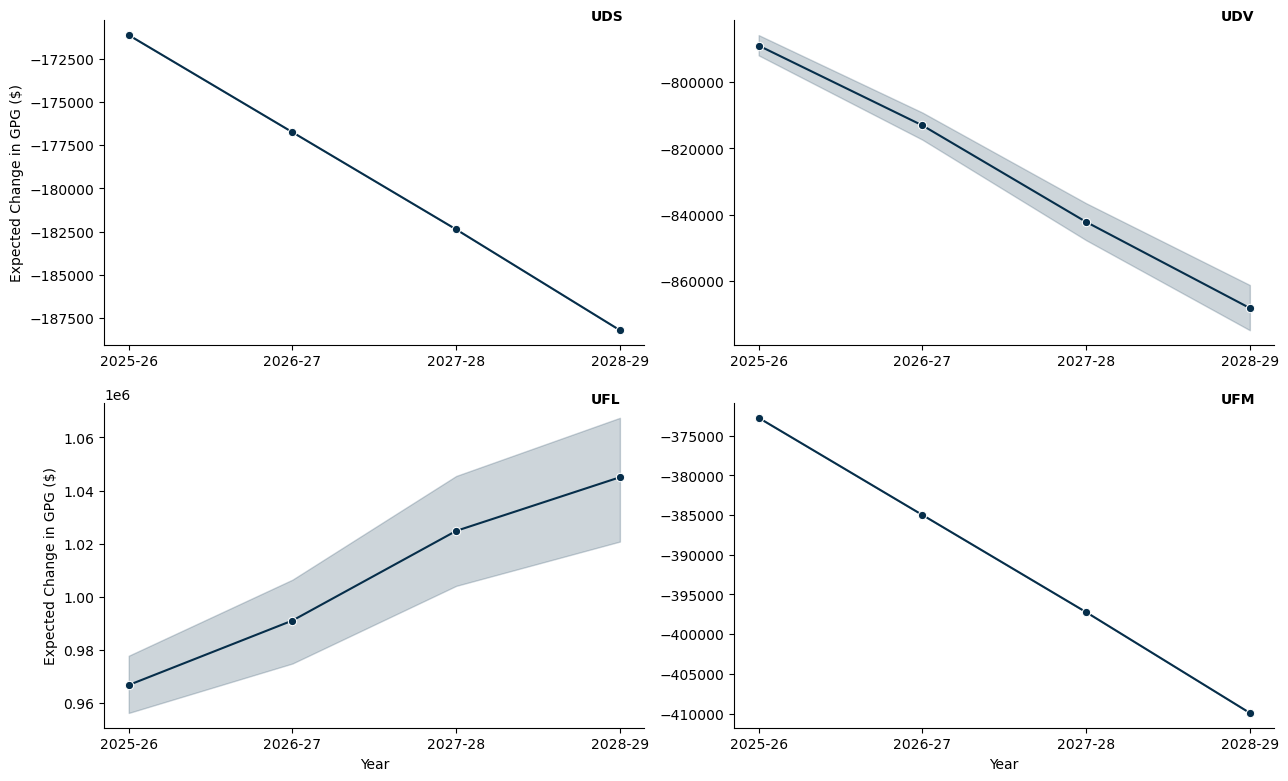 UDS
Expected Change in GPG ($)
−172500
−175000
−177500
−180000
−182500
−185000
−187500
2025-26 2026-27 2027-28 2028-29
UDV
−800000
−820000
−840000
−860000
2025-26 2026-27 2027-28 2028-29
1e6
UFL
Expected Change in GPG ($)
1.06
1.04
1.02
1.00
0.98
0.96
2025-26 2026-27 2027-28 2028-29
Year
UFM
−375000
−380000
−385000
−390000
−395000
−400000
−405000
−410000
2025-26 2026-27 2027-28 2028-29
Year